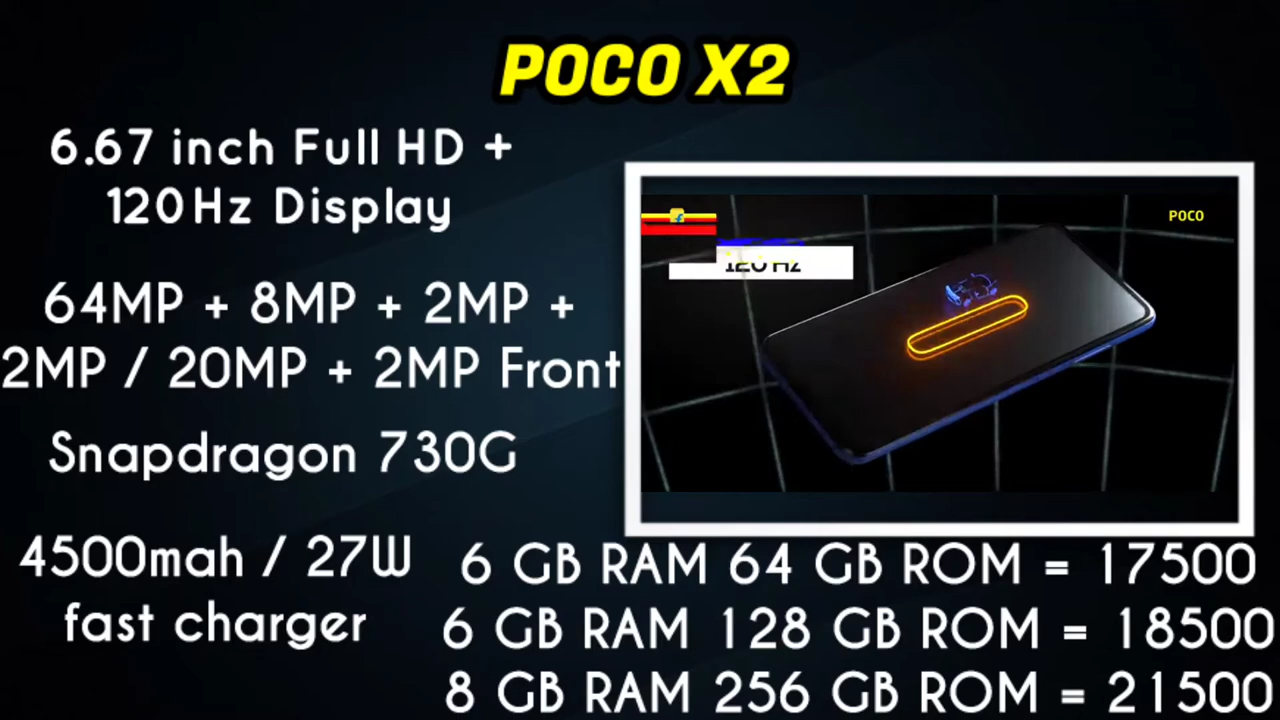 POCO X2
6.67 inch Full HD +
120Hz Display
64MP + 8MP + 2MP +
2MP / 20MP + 2MP Front
Snapdragon 730G
4500mah / 27W
fast charger
POCO
120 Hz
6 GB RAM 64 GB ROM = 17500
6 GB RAM 128 GB ROM = 18500
8 GB RAM 256 GB ROM = 21500